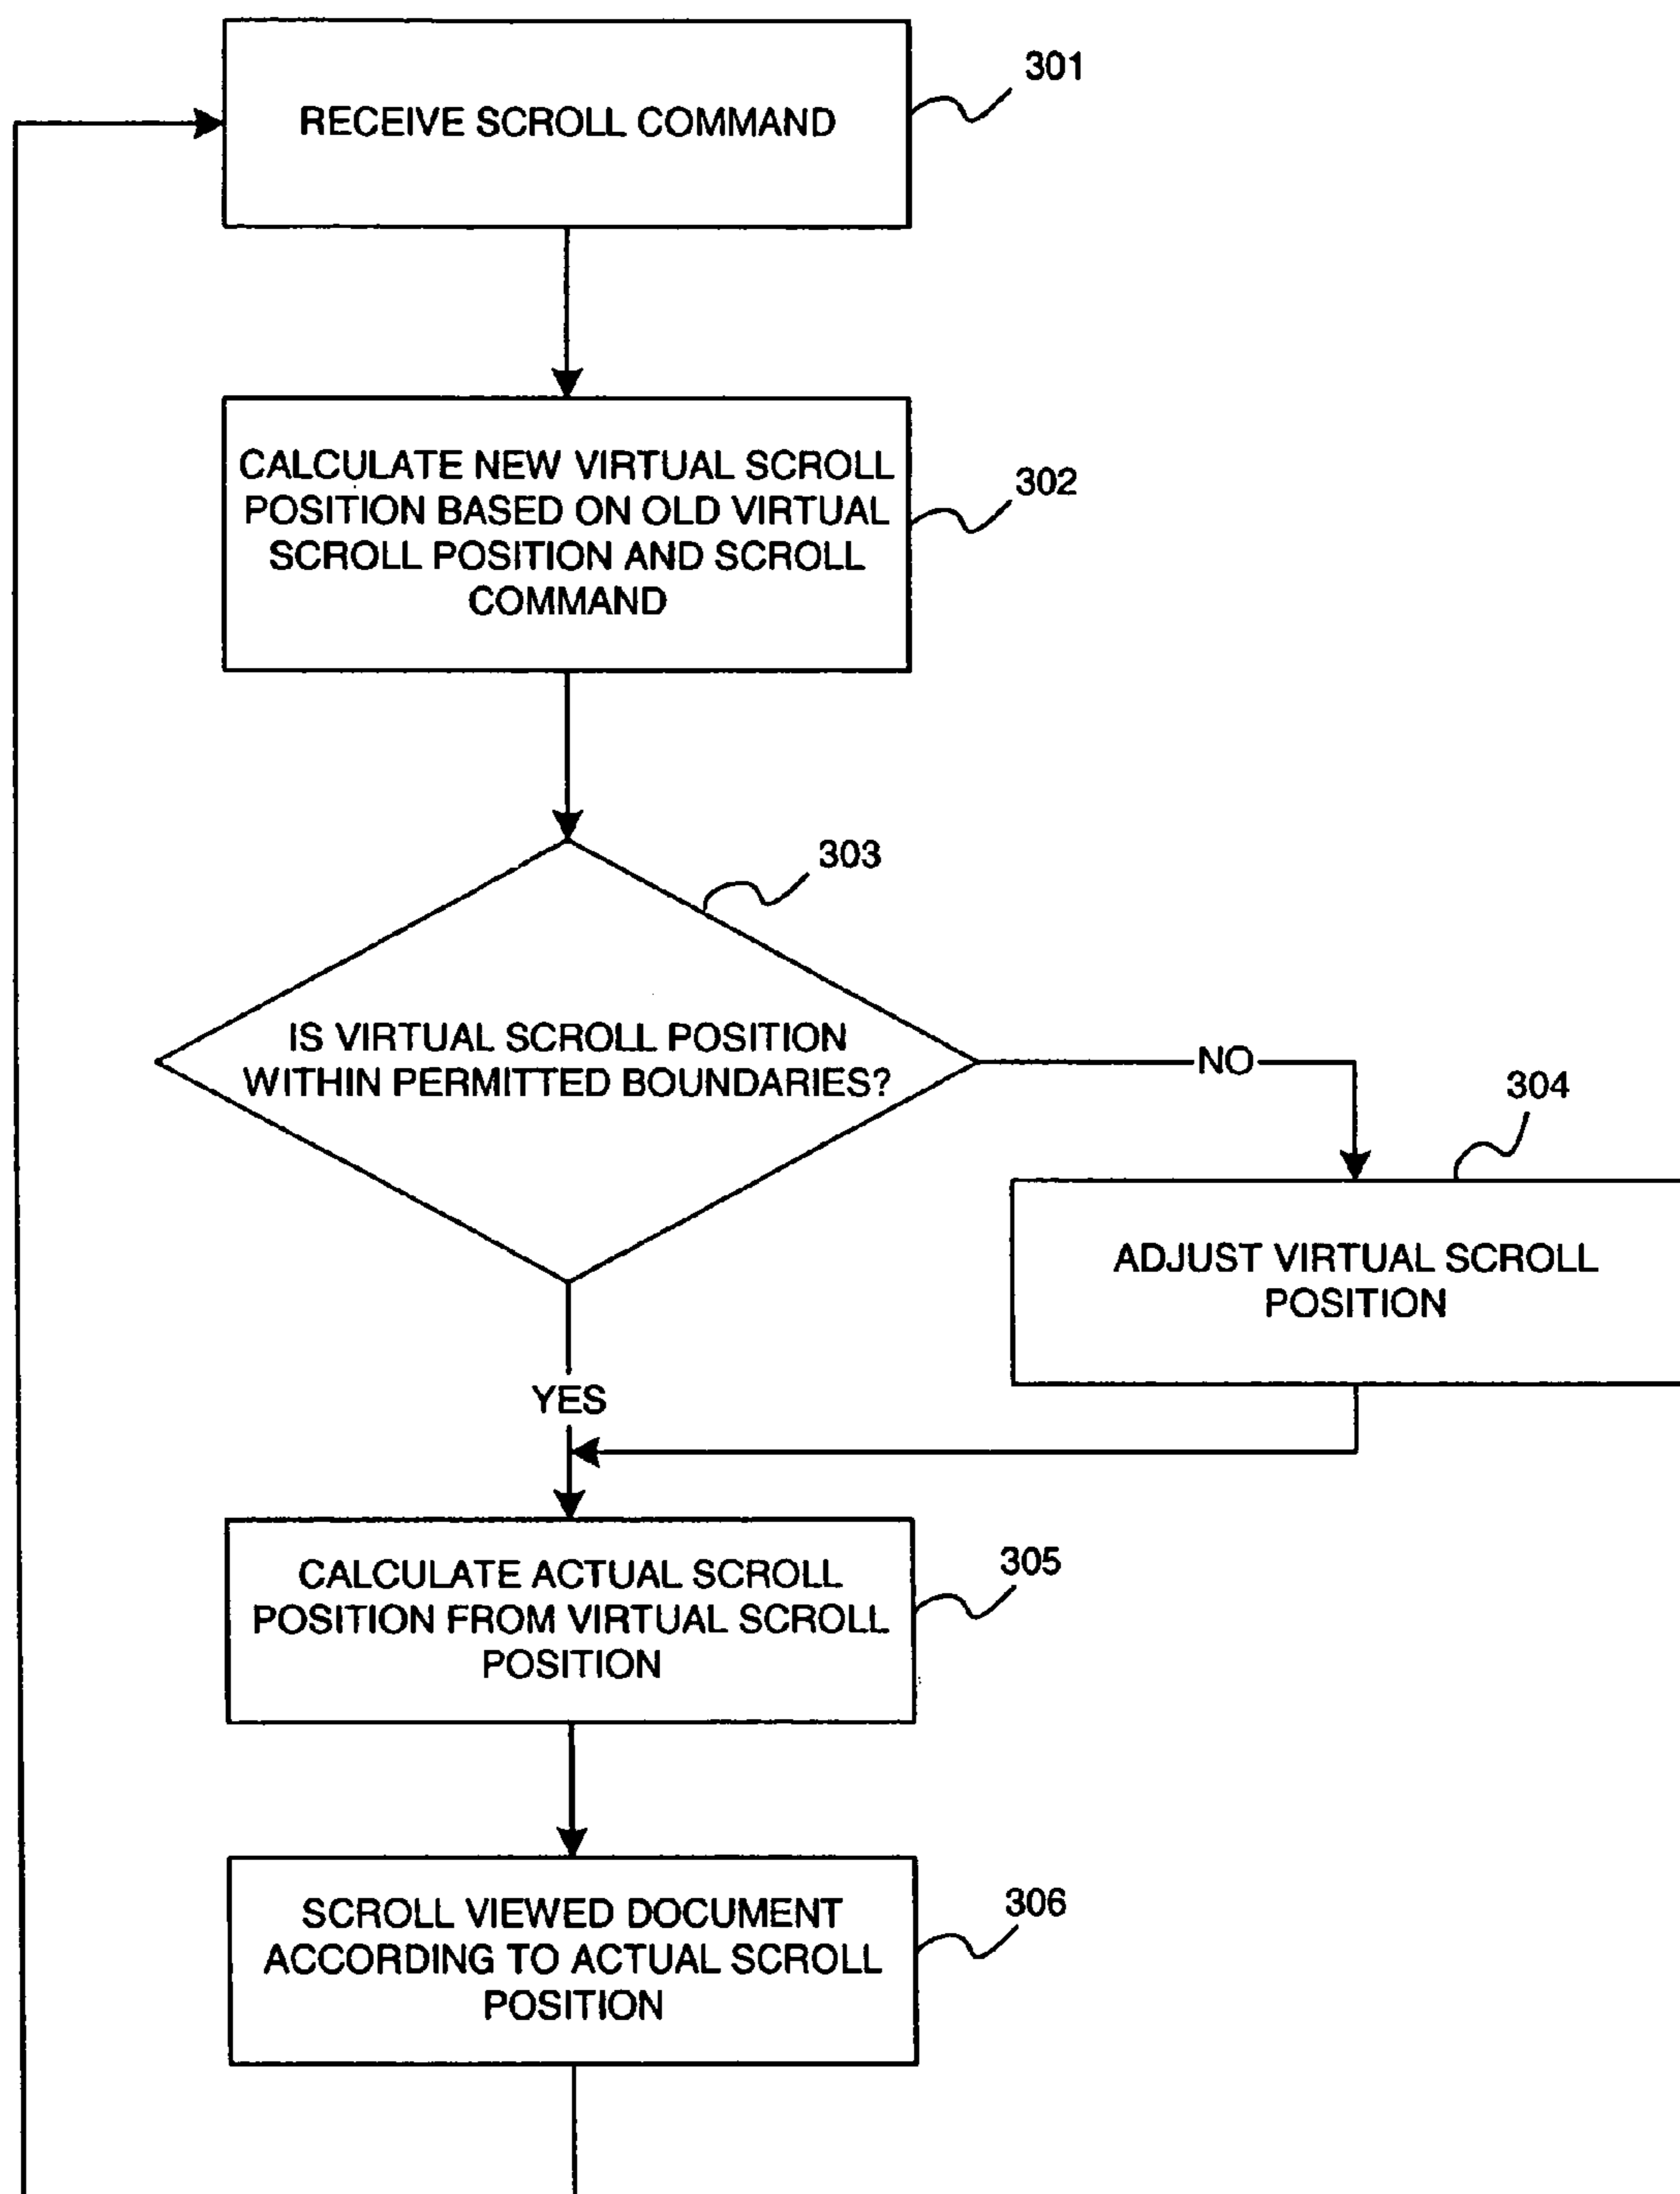 RECEIVE SCROLL COMMAND
301
CALCULATE NEW VIRTUAL SCROLL
POSITION BASED ON OLD VIRTUAL
SCROLL POSITION AND SCROLL
COMMAND
302
303
IS VIRTUAL SCROLL POSITION
WITHIN PERMITTED BOUNDARIES?
NO
304
ADJUST VIRTUAL SCROLL
POSITION
YES
CALCULATE ACTUAL SCROLL
POSITION FROM VIRTUAL SCROLL
POSITION
305
SCROLL VIEWED DOCUMENT
ACCORDING TO ACTUAL SCROLL
POSITION
306